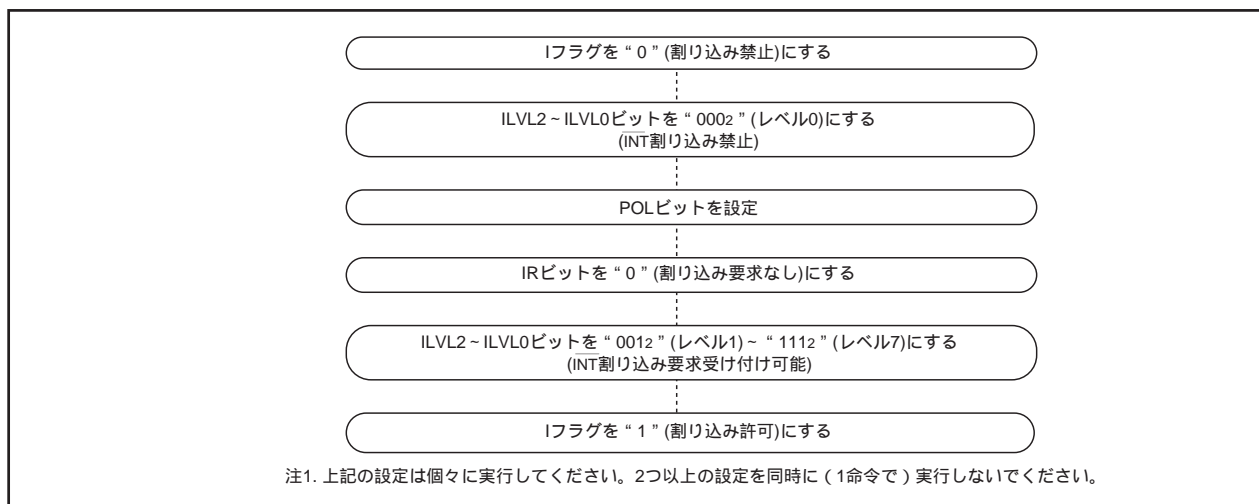 Iフラグを“0”(割り込み禁止)にする
ILVL2~ILVL0ビットを“0002”(レベル0)にする
(INT割り込み禁止)
POLビットを設定
IRビットを“0”(割り込み要求なし)にする
ILVL2~ILVL0ビットを“0012”(レベル1)~“1112”(レベル7)にする
(INT割り込み要求受け付け可能)
Iフラグを“1”(割り込み許可)にする
注1. 上記の設定は個々に実行してください。2つ以上の設定を同時に(1命令で)実行しないでください。